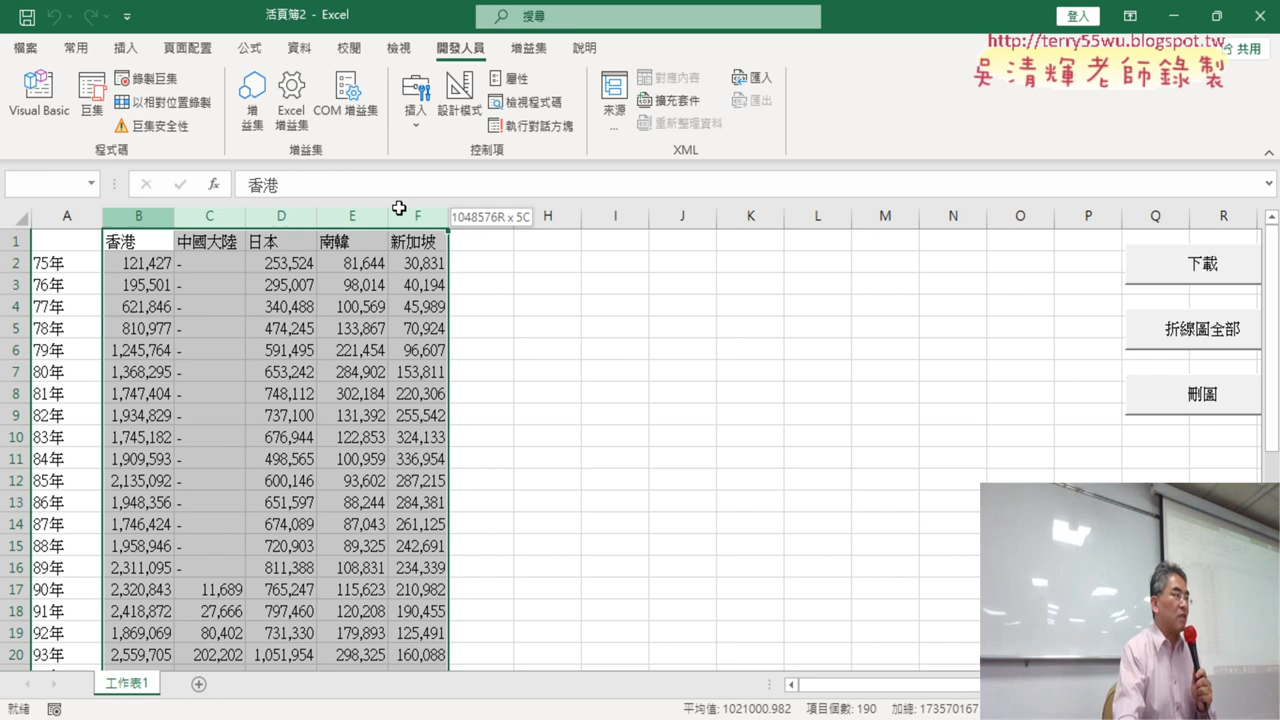 活頁簿2 - Excel
搜尋
登入
檔案 常用 插入 頁面配置 公式 資料 校閱 檢視 開發人員 增益集 說明
共用
http://terry55wu.blogspot.tw
吳清輝老師錄製
Visual Basic
巨集
錄製巨集
以相對位置錄製
巨集安全性
程式碼
增益集
Excel 增益集
COM 增益集
增益集
插入
設計模式
屬性
檢視程式碼
執行對話方塊
控制項
來源...
對應內容
擴充套件
重新整理資料
匯入
匯出
XML
fx 香港
1048576R x 5C
A B C D E F H I J K L M N O P Q R
1 香港 中國大陸 日本 南韓 新加坡
2 75年 121,427 - 253,524 81,644 30,831
3 76年 195,501 - 295,007 98,014 40,194
4 77年 621,846 - 340,488 100,569 45,989
5 78年 810,977 - 474,245 133,867 70,924
6 79年 1,245,764 - 591,495 221,454 96,607
7 80年 1,368,295 - 653,242 284,902 153,811
8 81年 1,747,404 - 748,112 302,184 220,306
9 82年 1,934,829 - 737,100 131,392 255,542
10 83年 1,745,182 - 676,944 122,853 324,133
11 84年 1,909,593 - 498,565 100,959 336,954
12 85年 2,135,092 - 600,146 93,602 287,215
13 86年 1,948,356 - 651,597 88,244 284,381
14 87年 1,746,424 - 674,089 87,043 261,125
15 88年 1,958,946 - 720,903 89,325 242,691
16 89年 2,311,095 - 811,388 108,831 234,339
17 90年 2,320,843 11,689 765,247 115,623 210,982
18 91年 2,418,872 27,666 797,460 120,208 190,455
19 92年 1,869,069 80,402 731,330 179,893 125,491
20 93年 2,559,705 202,202 1,051,954 298,325 160,088
下載
折線圖全部
刪圖
工作表1
就緒
平均值: 1021000.982 項目個數: 190 加總: 173570167